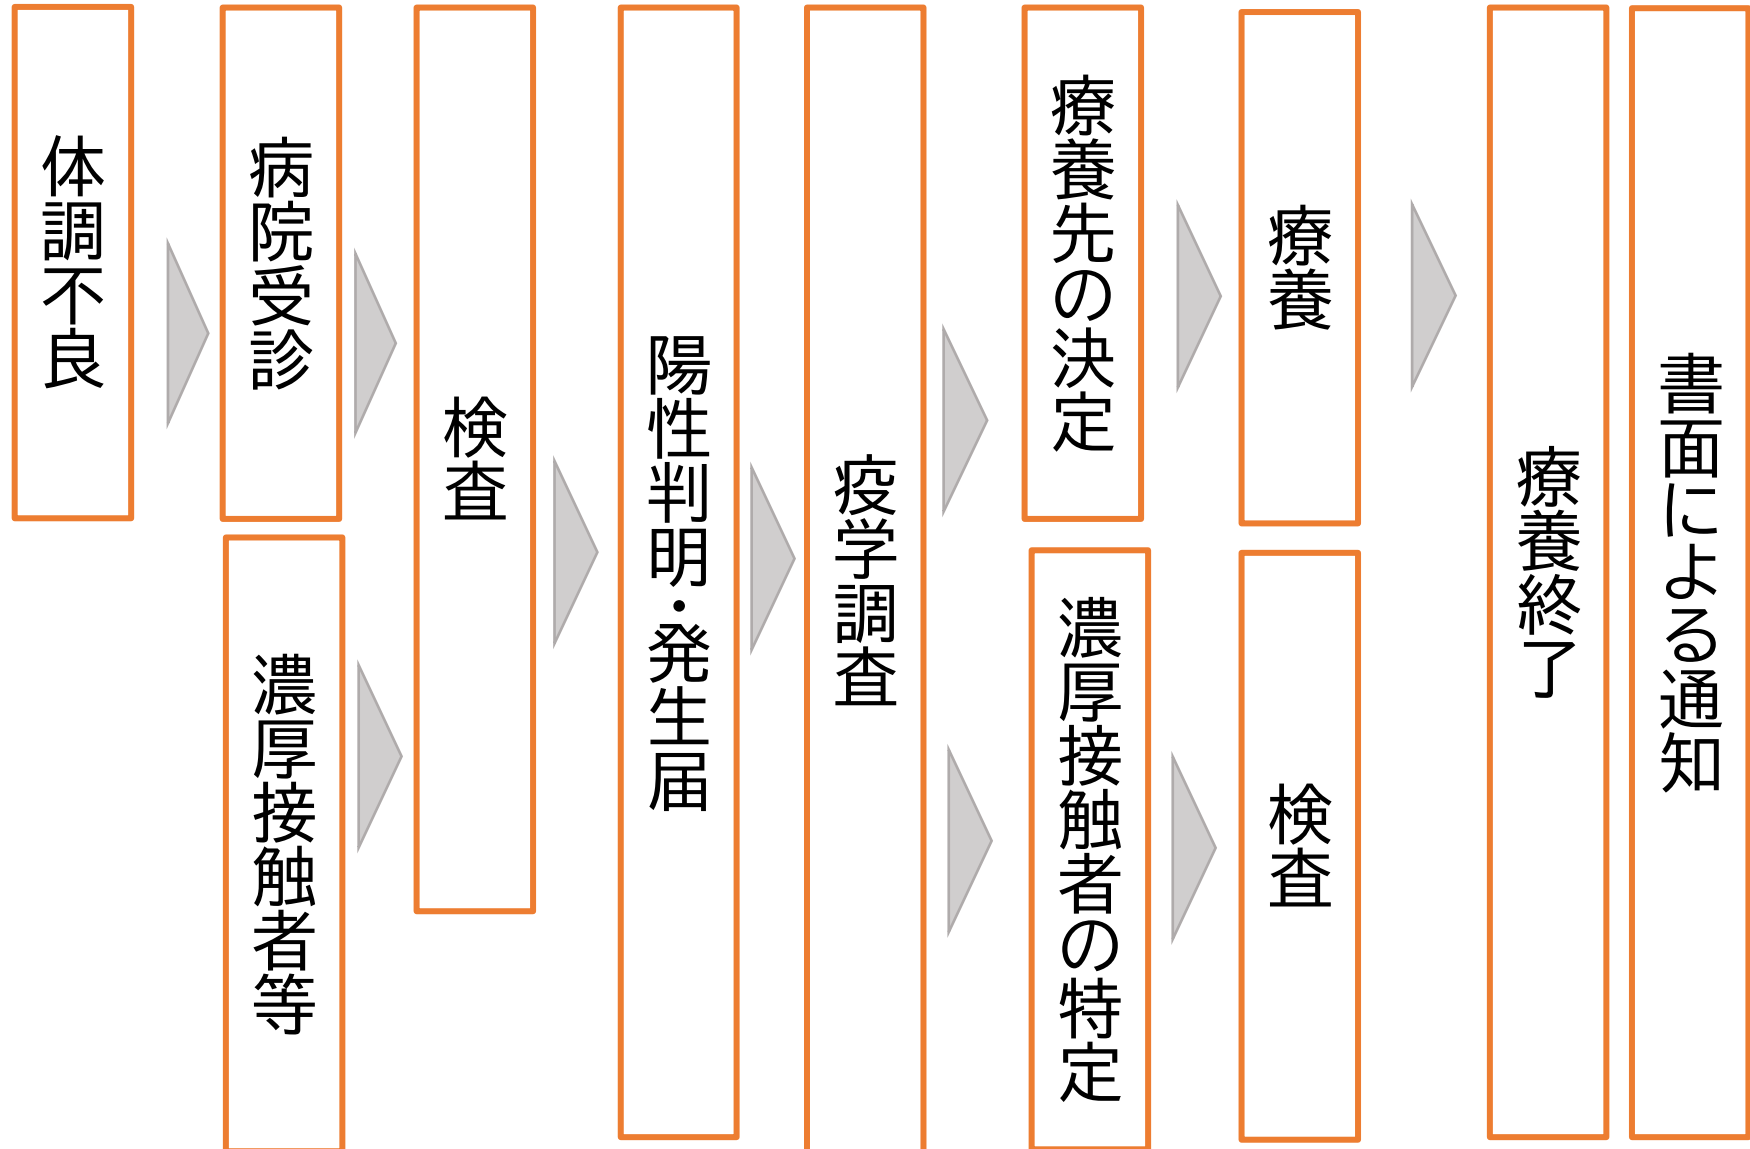 体調不良
病院受診
濃厚接触者等
検査
陽性判明・発生届
疫学調査
療養先の決定
濃厚接触者の特定
療養
検査
療養終了
書面による通知